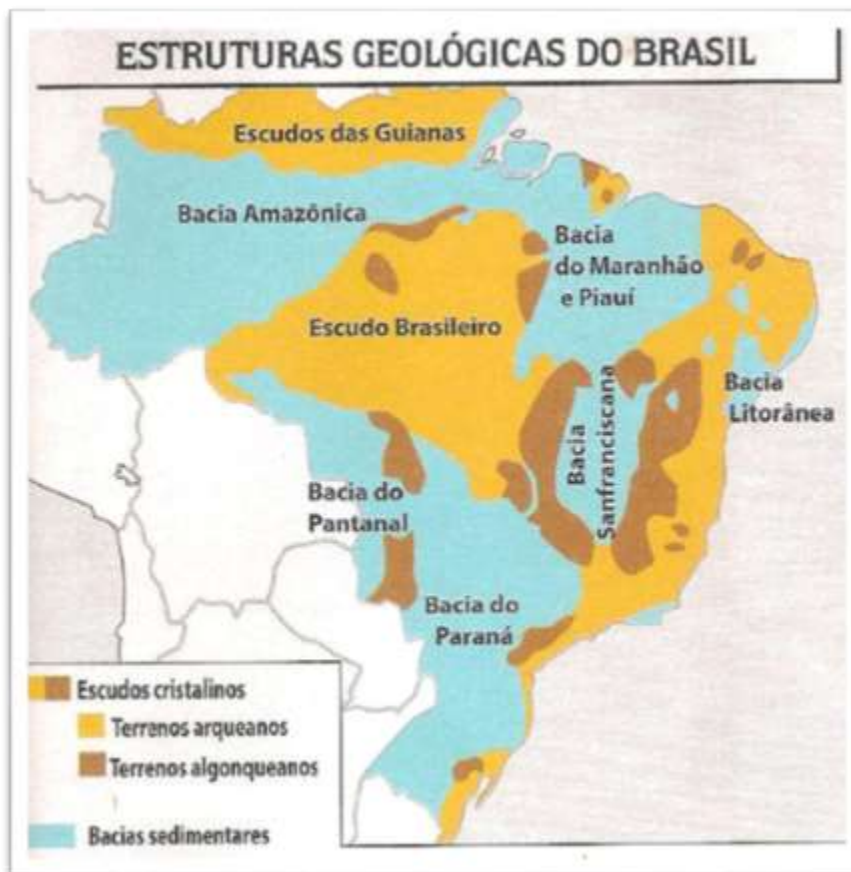 ESTRUTURAS GEOLÓGICAS DO BRASIL
Escudos das Guianas
Bacia Amazônica
Bacia
do Maranhão
e Piauí
Escudo Brasileiro
Bacia
Litorânea
Bacia
Sanfranciscana
Bacia do
Pantanal
Bacia do
Paraná
Escudos cristalinos
Terrenos arqueanos
Terrenos algonqueanos
Bacias sedimentares